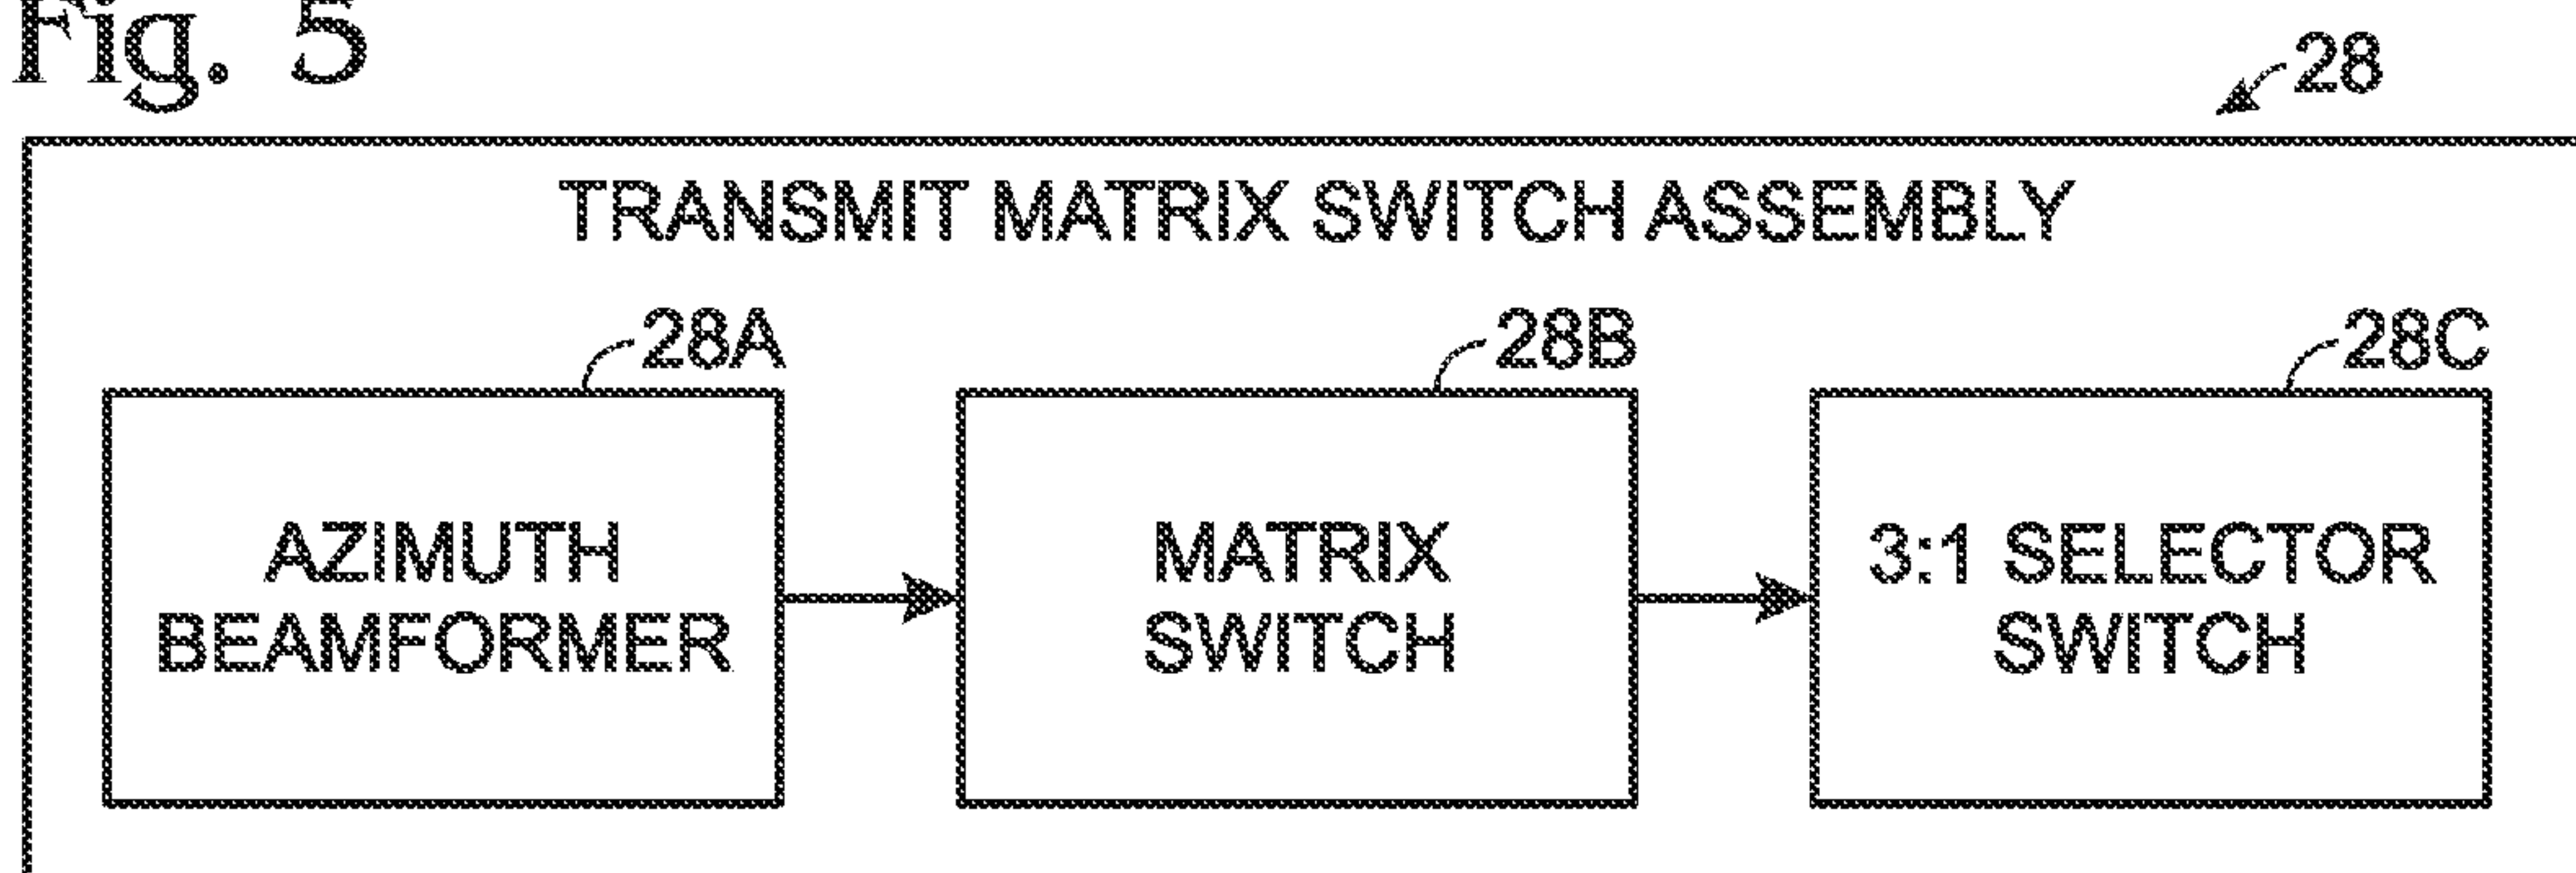 Fig. 5
28
TRANSMIT MATRIX SWITCH ASSEMBLY
28A
28B
28C
AZIMUTH
BEAMFORMER
MATRIX
SWITCH
3:1 SELECTOR
SWITCH